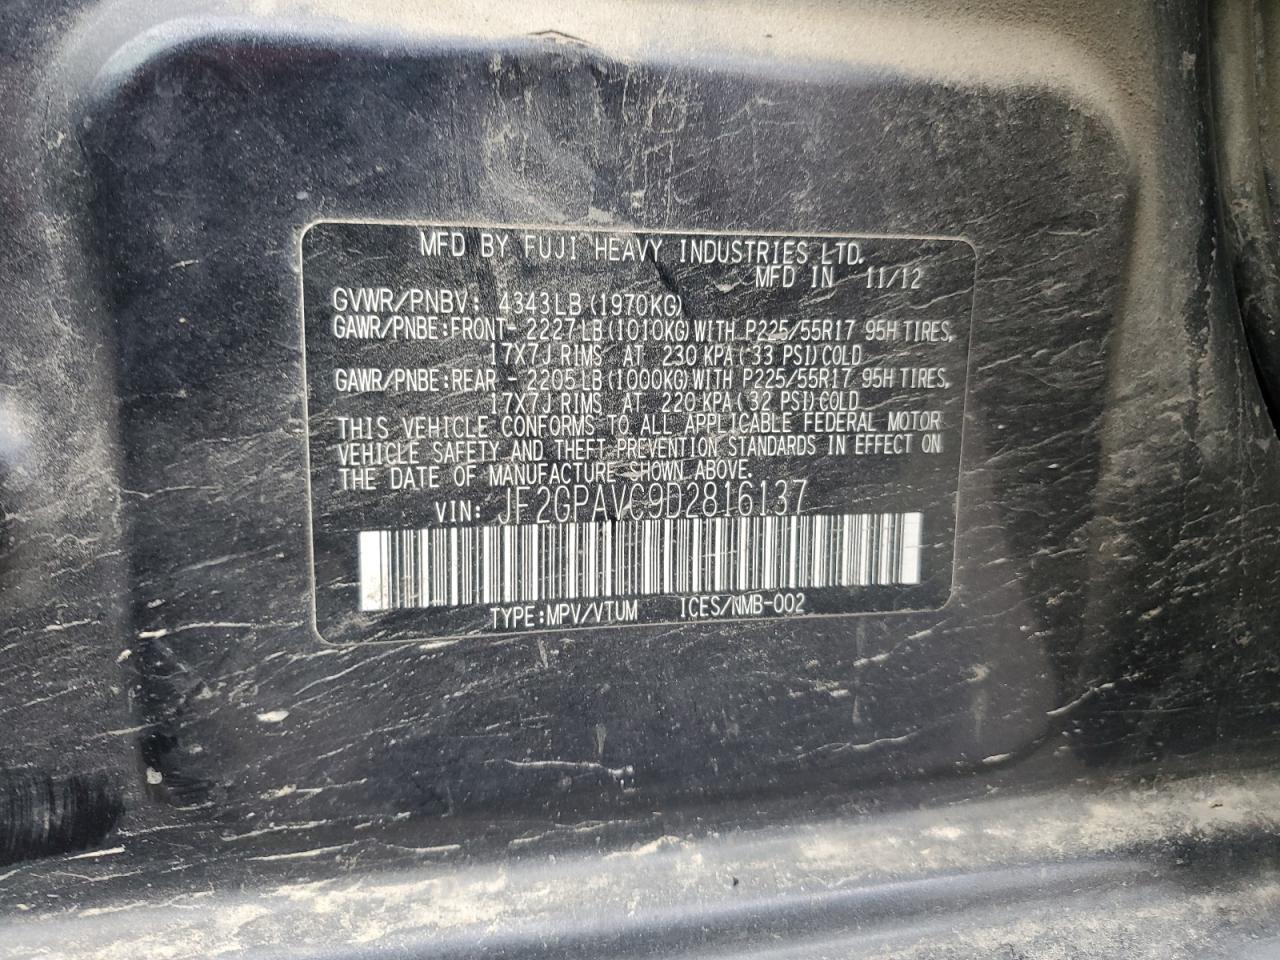 MFD BY FUJI HEAVY INDUSTRIES LTD.
MFD IN 11/12
GVWR/PNBV: 4343LB(1970KG)
GAWR/PNBE:FRONT- 2227LB(1010KG)WITH P225/55R17 95H TIRES,
17X7J RIMS AT 230 KPA(33 PSI)COLD
GAWR/PNBE:REAR - 2205LB(1000KG)WITH P225/55R17 95H TIRES,
17X7J RIMS AT 220 KPA(32 PSI)COLD
THIS VEHICLE CONFORMS TO ALL APPLICABLE FEDERAL MOTOR
VEHICLE SAFETY AND THEFT PREVENTION STANDARDS IN EFFECT ON
THE DATE OF MANUFACTURE SHOWN ABOVE.
VIN: JF2GPAVC9D2816137
TYPE:MPV/VTUM ICES/NMB-002